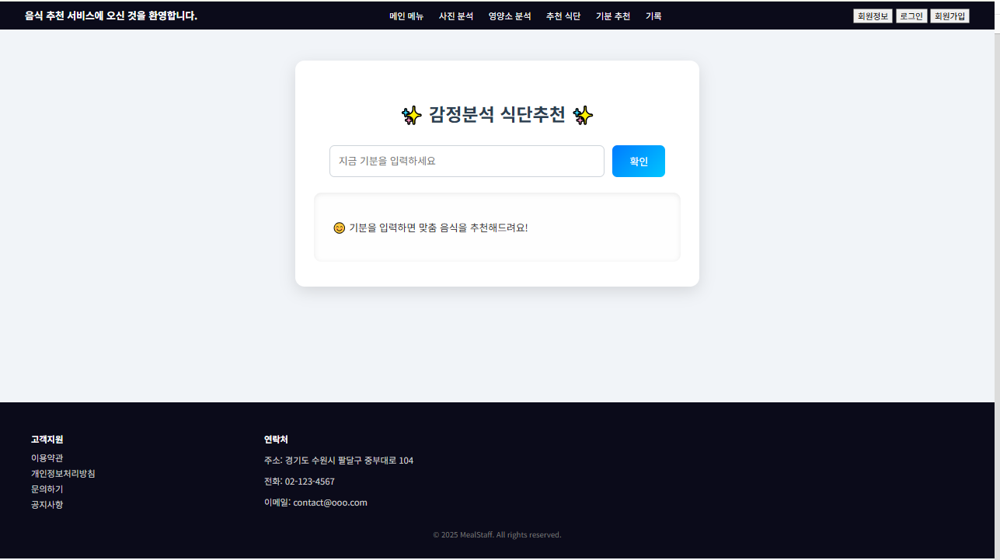 음식 추천 서비스에 오신 것을 환영합니다.
메인 메뉴 사진 분석 영양소 분석 추천 식단 기분 추천 기록
회원정보 로그인 회원가입
✨ 감정분석 식단추천 ✨
지금 기분을 입력하세요
확인
😊 기분을 입력하면 맞춤 음식을 추천해드려요!
고객지원
이용약관
개인정보처리방침
문의하기
공지사항
연락처
주소: 경기도 수원시 팔달구 중부대로 104
전화: 02-123-4567
이메일: contact@ooo.com
© 2025 MealStaff. All rights reserved.